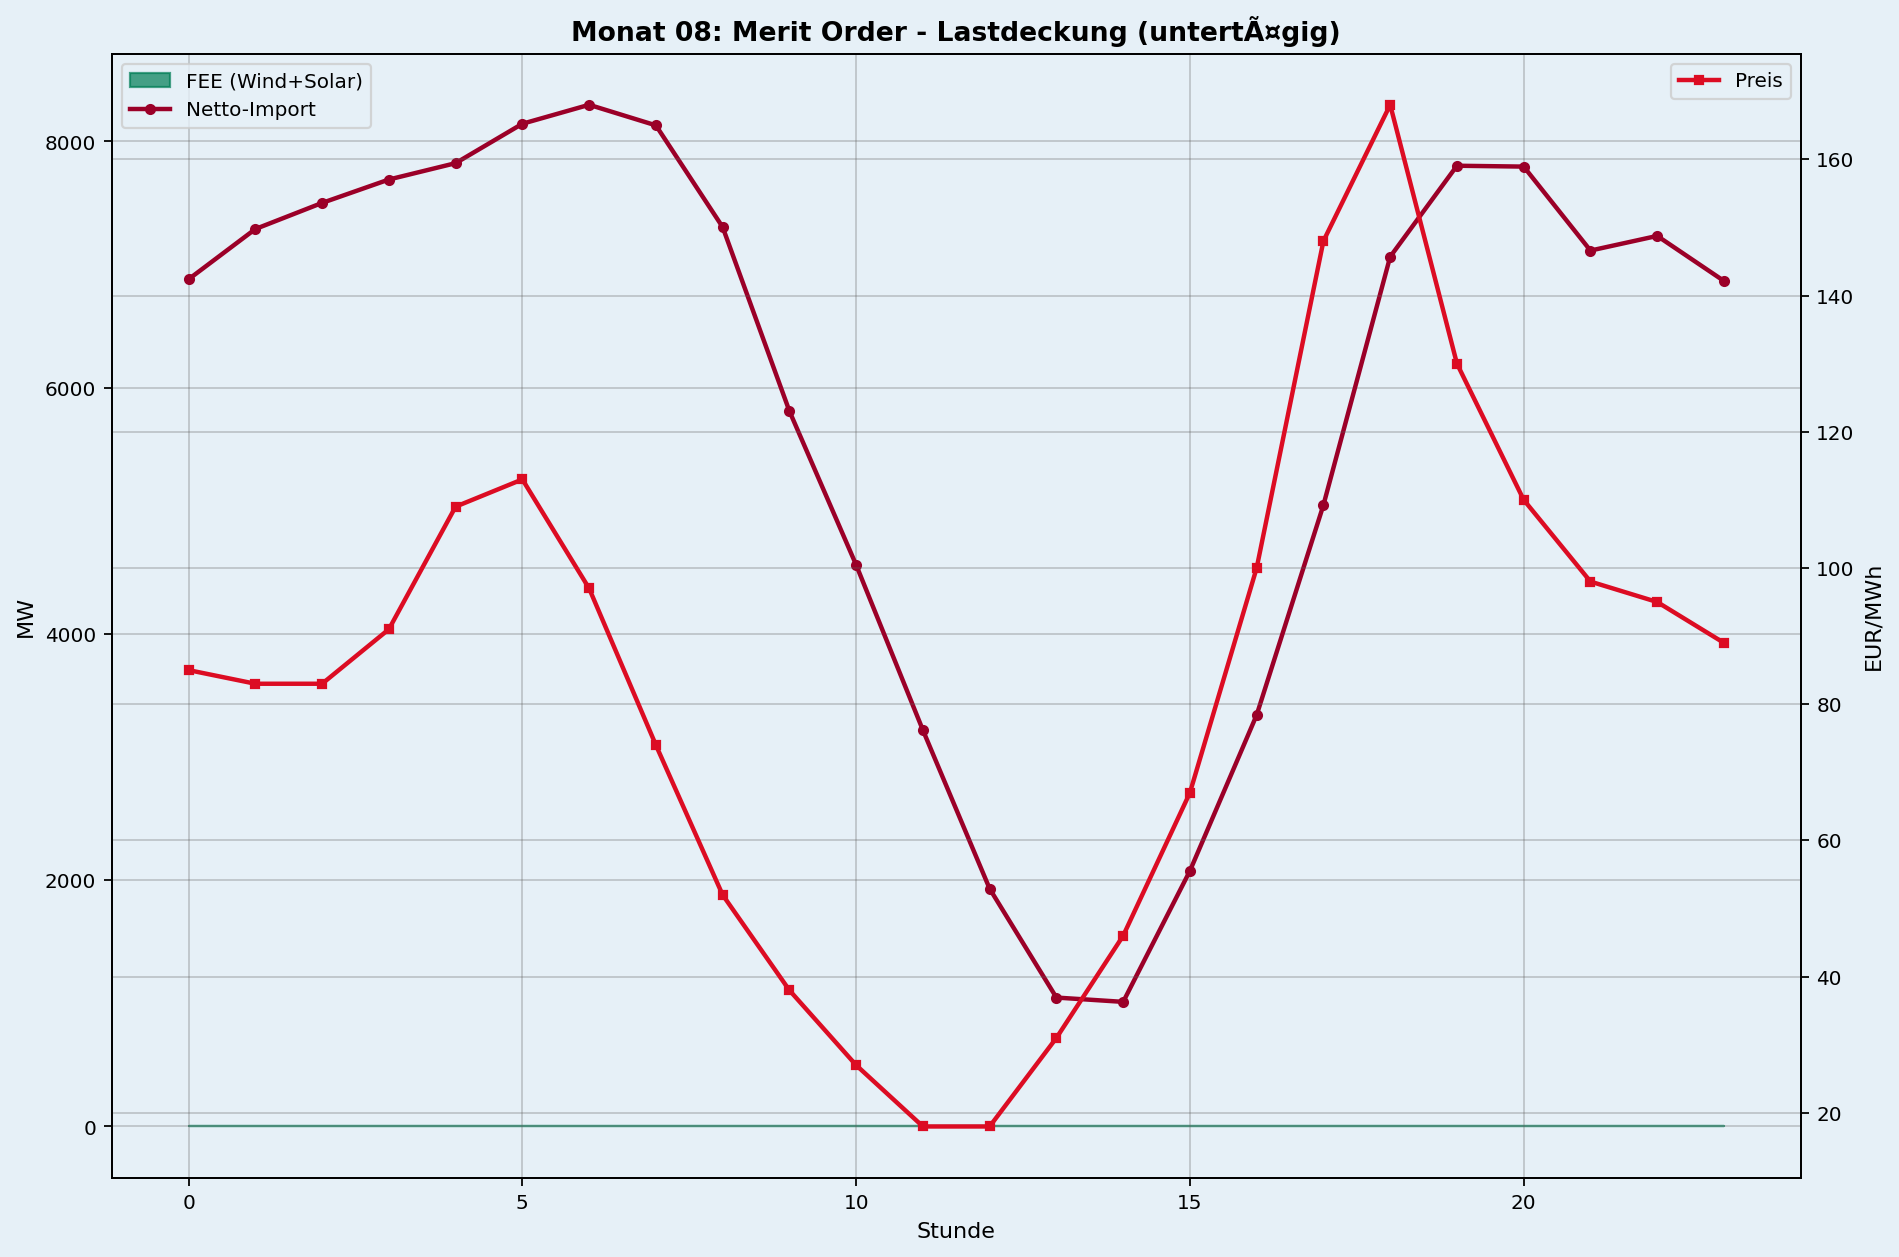 Monat 08: Merit Order - Lastdeckung (untertÃ¤gig)
FEE (Wind+Solar)
Netto-Import
Preis
8000
6000
4000
2000
0
MW
160
140
120
100
80
60
40
20
EUR/MWh
0
5
10
15
20
Stunde